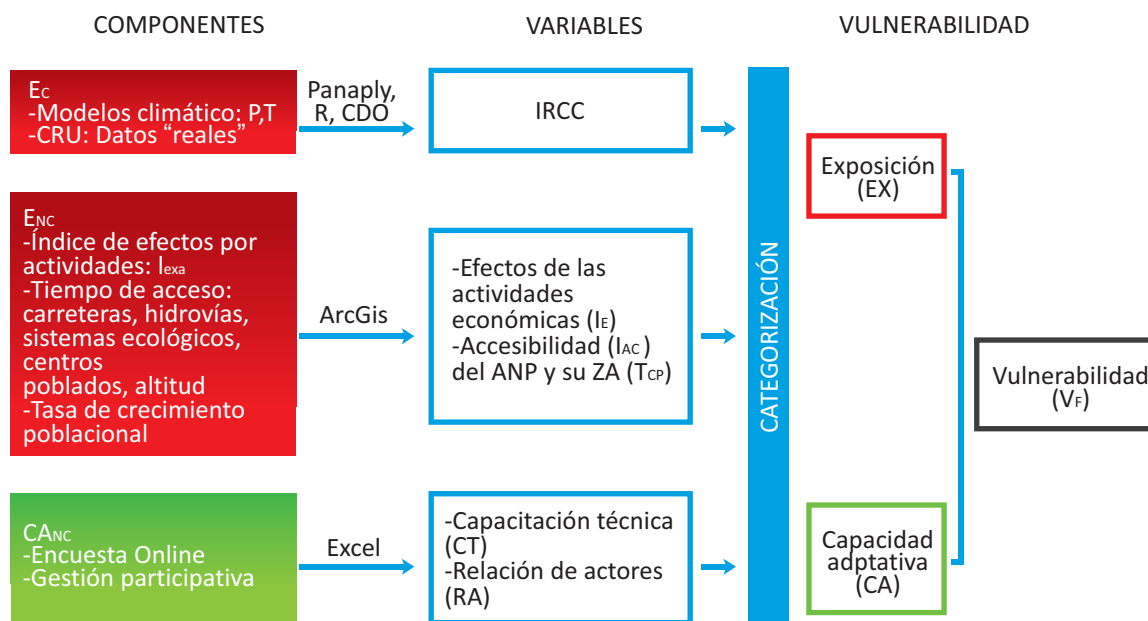 COMPONENTES
VARIABLES
VULNERABILIDAD
EC
-Modelos climático: P,T
-CRU: Datos “reales”
Panaply,
R, CDO
IRCC
ENC
-Índice de efectos por
actividades: Iexa
-Tiempo de acceso:
carreteras, hidrovías,
sistemas ecológicos,
centros
poblados, altitud
-Tasa de crecimiento
poblacional
ArcGis
-Efectos de las
actividades
económicas (IE)
-Accesibilidad (IAC)
del ANP y su ZA (TCP)
CANC
-Encuesta Online
-Gestión participativa
Excel
-Capacitación técnica
(CT)
-Relación de actores
(RA)
CATEGORIZACIÓN
Exposición
(EX)
Capacidad
adptativa
(CA)
Vulnerabilidad
(VF)